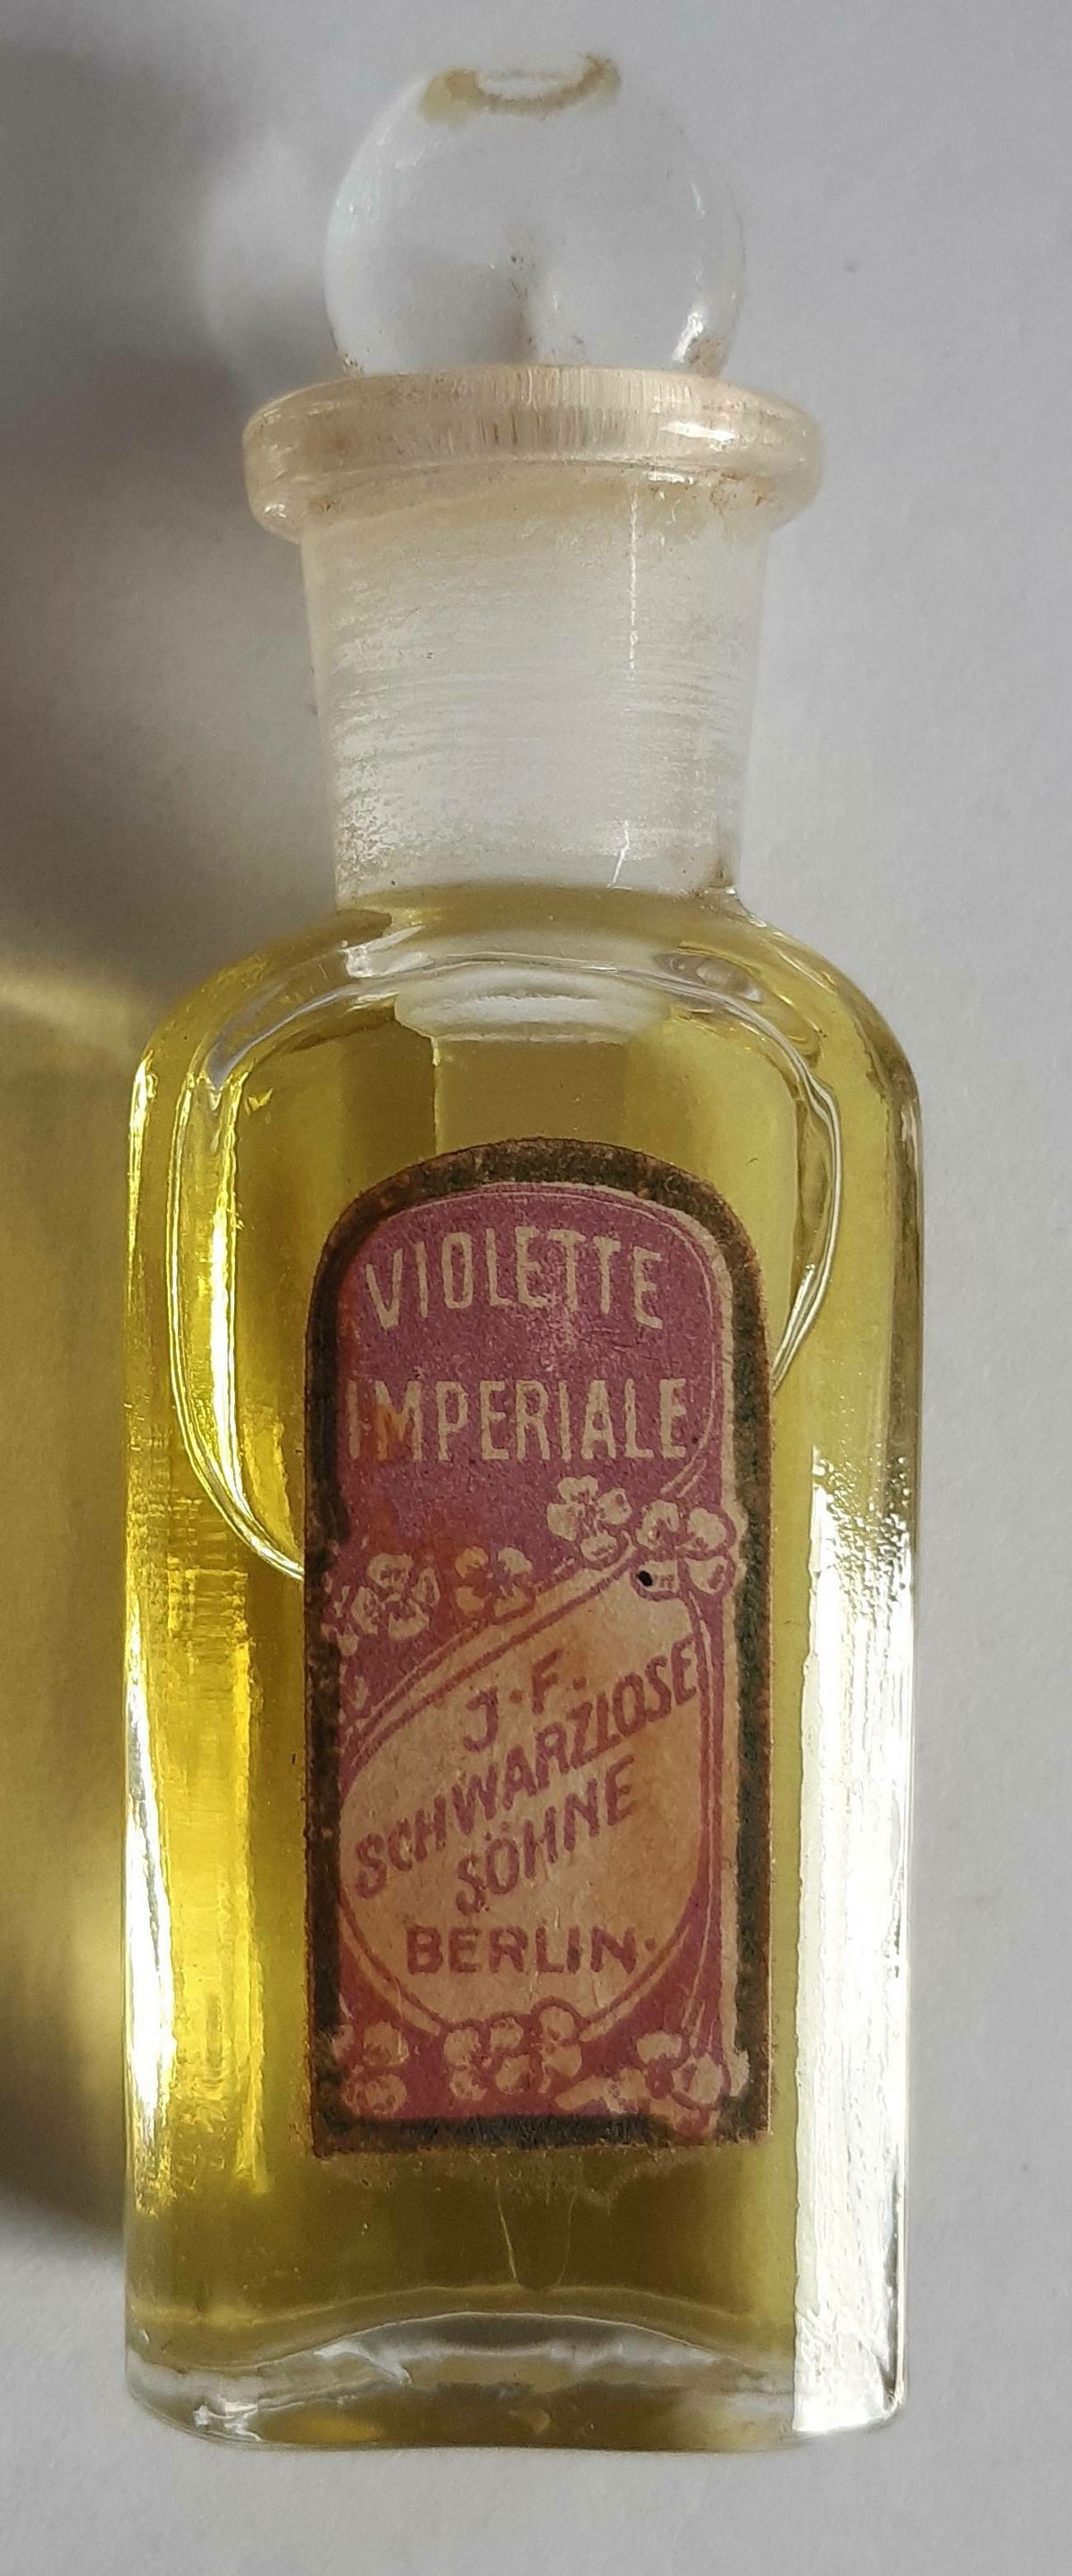 VIOLETTE
IMPERIALE
J. F.
SCHWARZLOSE
SÖHNE
BERLIN.